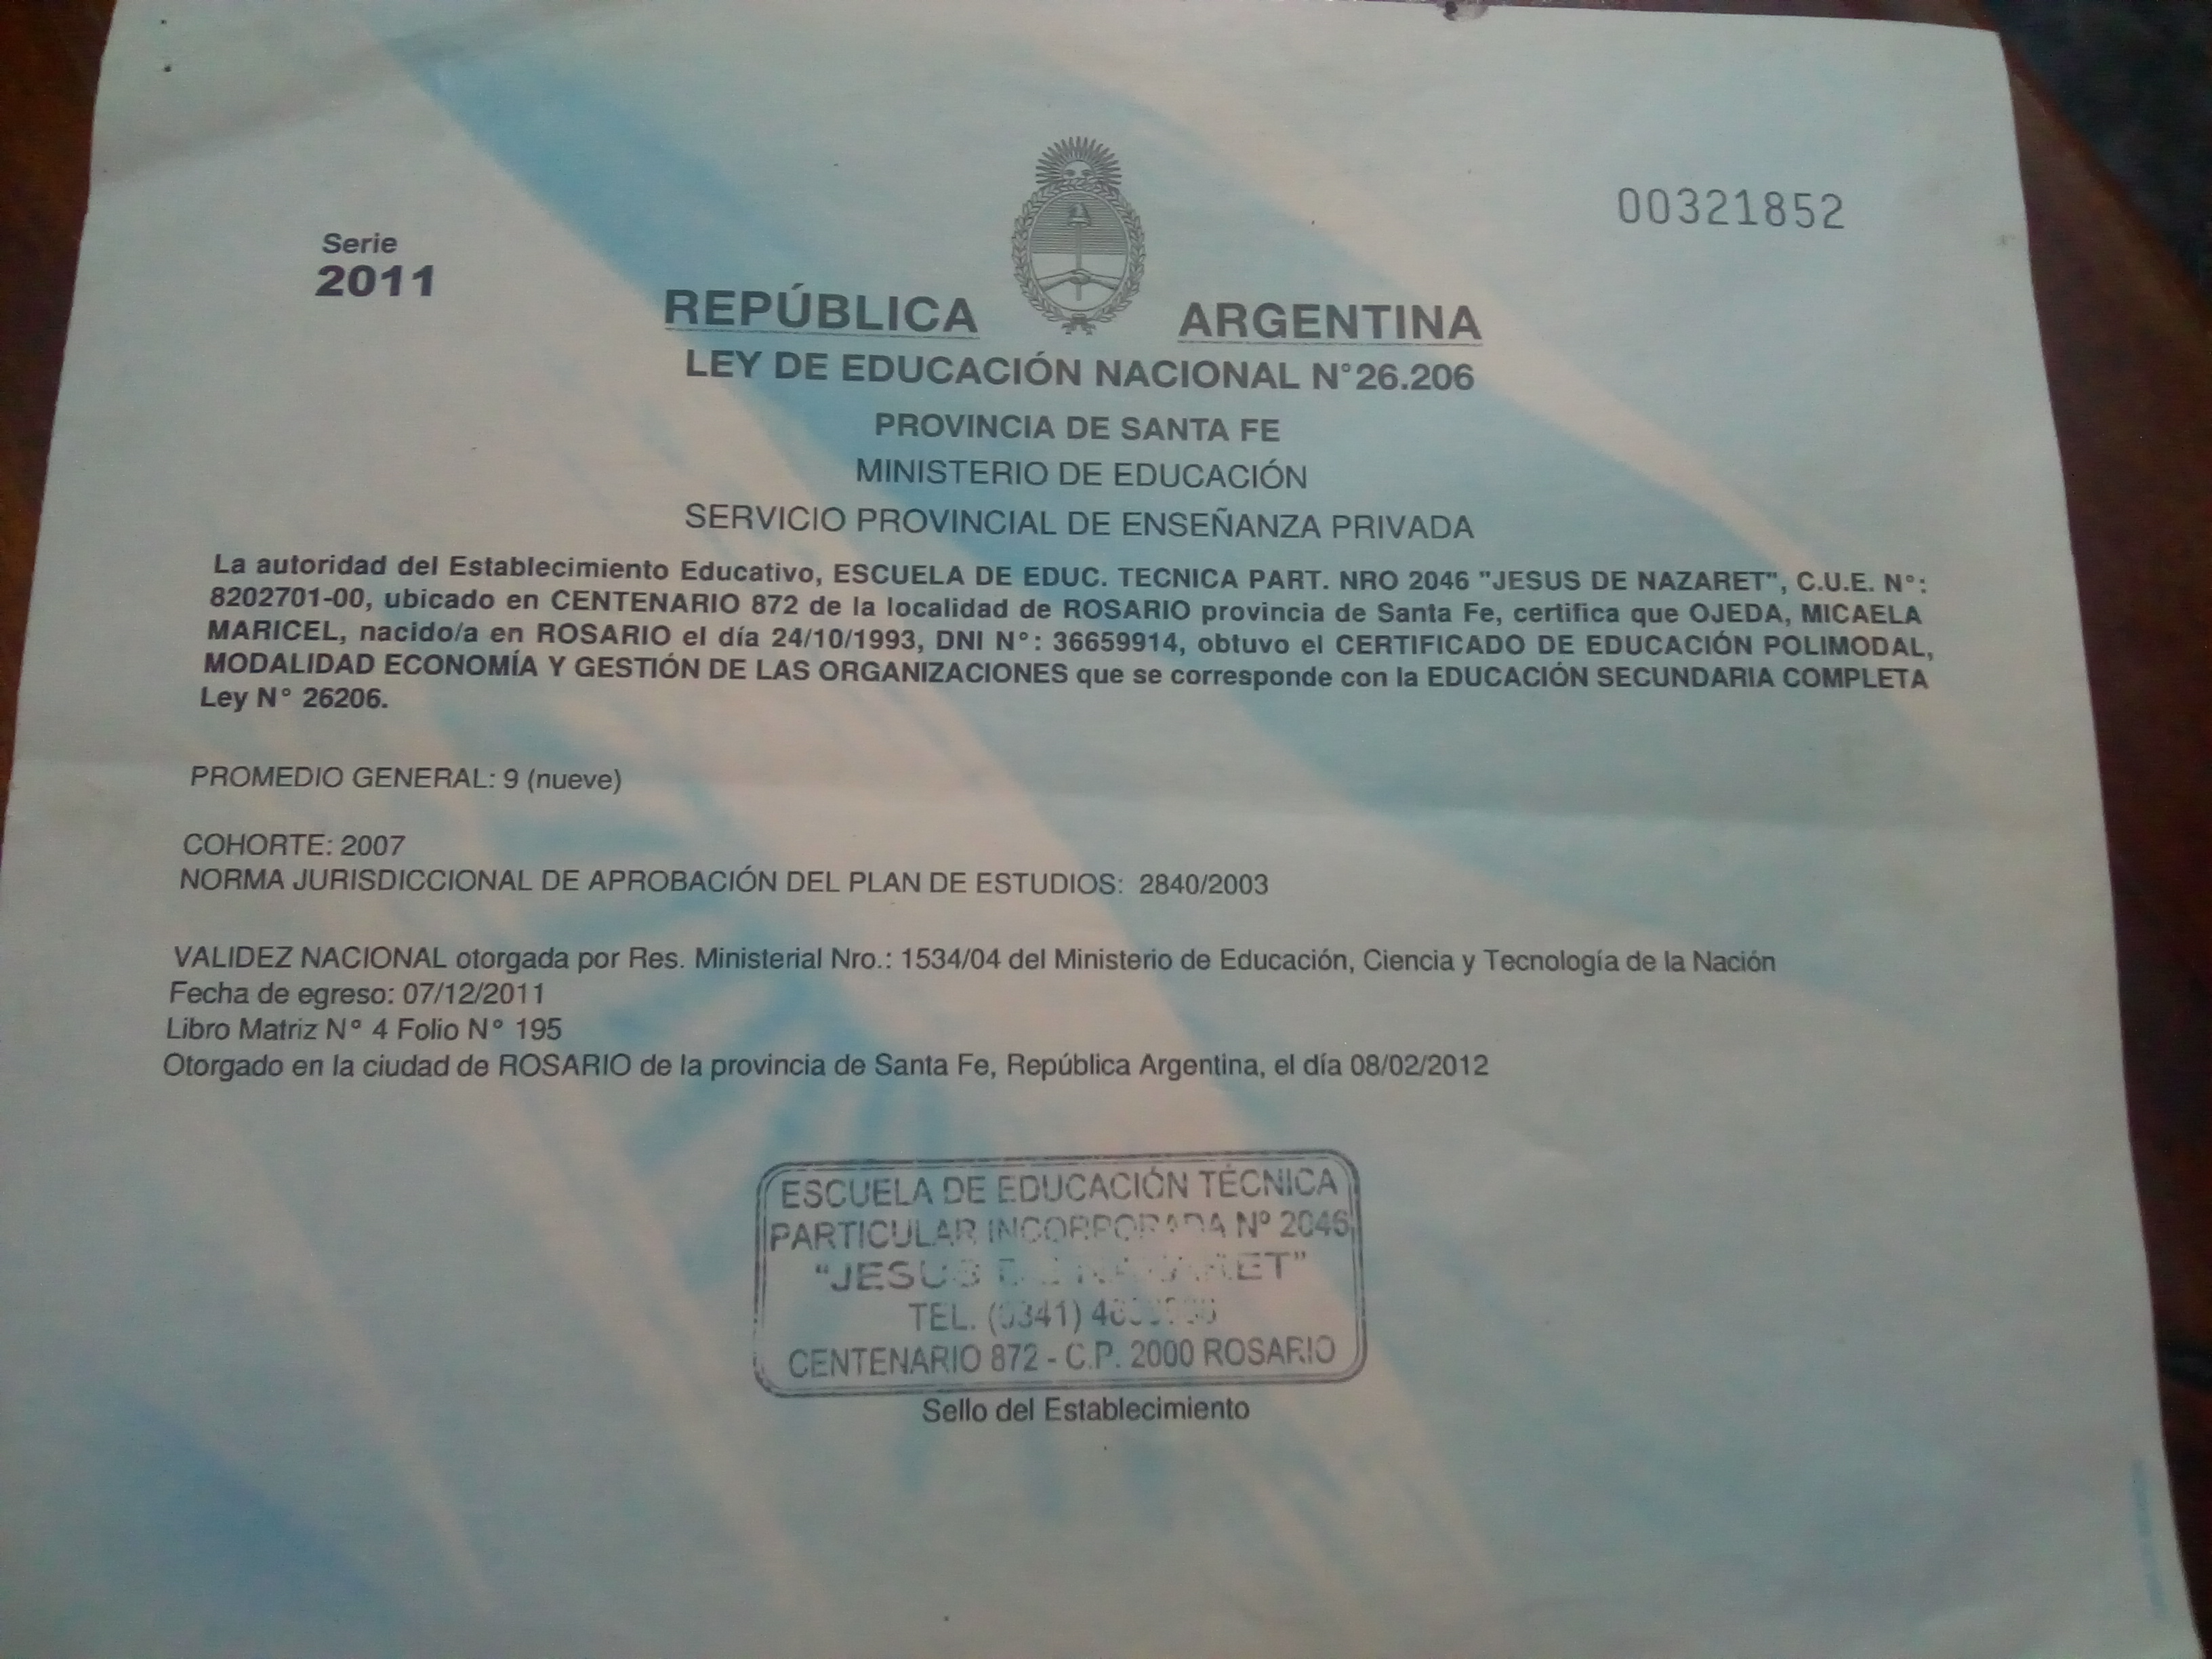 Serie
2011
00321852
REPÚBLICA ARGENTINA
LEY DE EDUCACIÓN NACIONAL N°26.206
PROVINCIA DE SANTA FE
MINISTERIO DE EDUCACIÓN
SERVICIO PROVINCIAL DE ENSEÑANZA PRIVADA
La autoridad del Establecimiento Educativo, ESCUELA DE EDUC. TECNICA PART. NRO 2046 "JESUS DE NAZARET", C.U.E. N°:
8202701-00, ubicado en CENTENARIO 872 de la localidad de ROSARIO provincia de Santa Fe, certifica que OJEDA, MICAELA
MARICEL, nacido/a en ROSARIO el día 24/10/1993, DNI N°: 36659914, obtuvo el CERTIFICADO DE EDUCACIÓN POLIMODAL,
MODALIDAD ECONOMÍA Y GESTIÓN DE LAS ORGANIZACIONES que se corresponde con la EDUCACIÓN SECUNDARIA COMPLETA
Ley N° 26206.
PROMEDIO GENERAL: 9 (nueve)
COHORTE: 2007
NORMA JURISDICCIONAL DE APROBACIÓN DEL PLAN DE ESTUDIOS: 2840/2003
VALIDEZ NACIONAL otorgada por Res. Ministerial Nro.: 1534/04 del Ministerio de Educación, Ciencia y Tecnología de la Nación
Fecha de egreso: 07/12/2011
Libro Matriz N° 4 Folio N° 195
Otorgado en la ciudad de ROSARIO de la provincia de Santa Fe, República Argentina, el día 08/02/2012
ESCUELA DE EDUCACIÓN TÉCNICA
PARTICULAR INCORPORADA Nº 2046
"JESUS DE NAZARET"
TEL. (0341)
CENTENARIO 872 - C.P. 2000 ROSARIO
Sello del Establecimiento